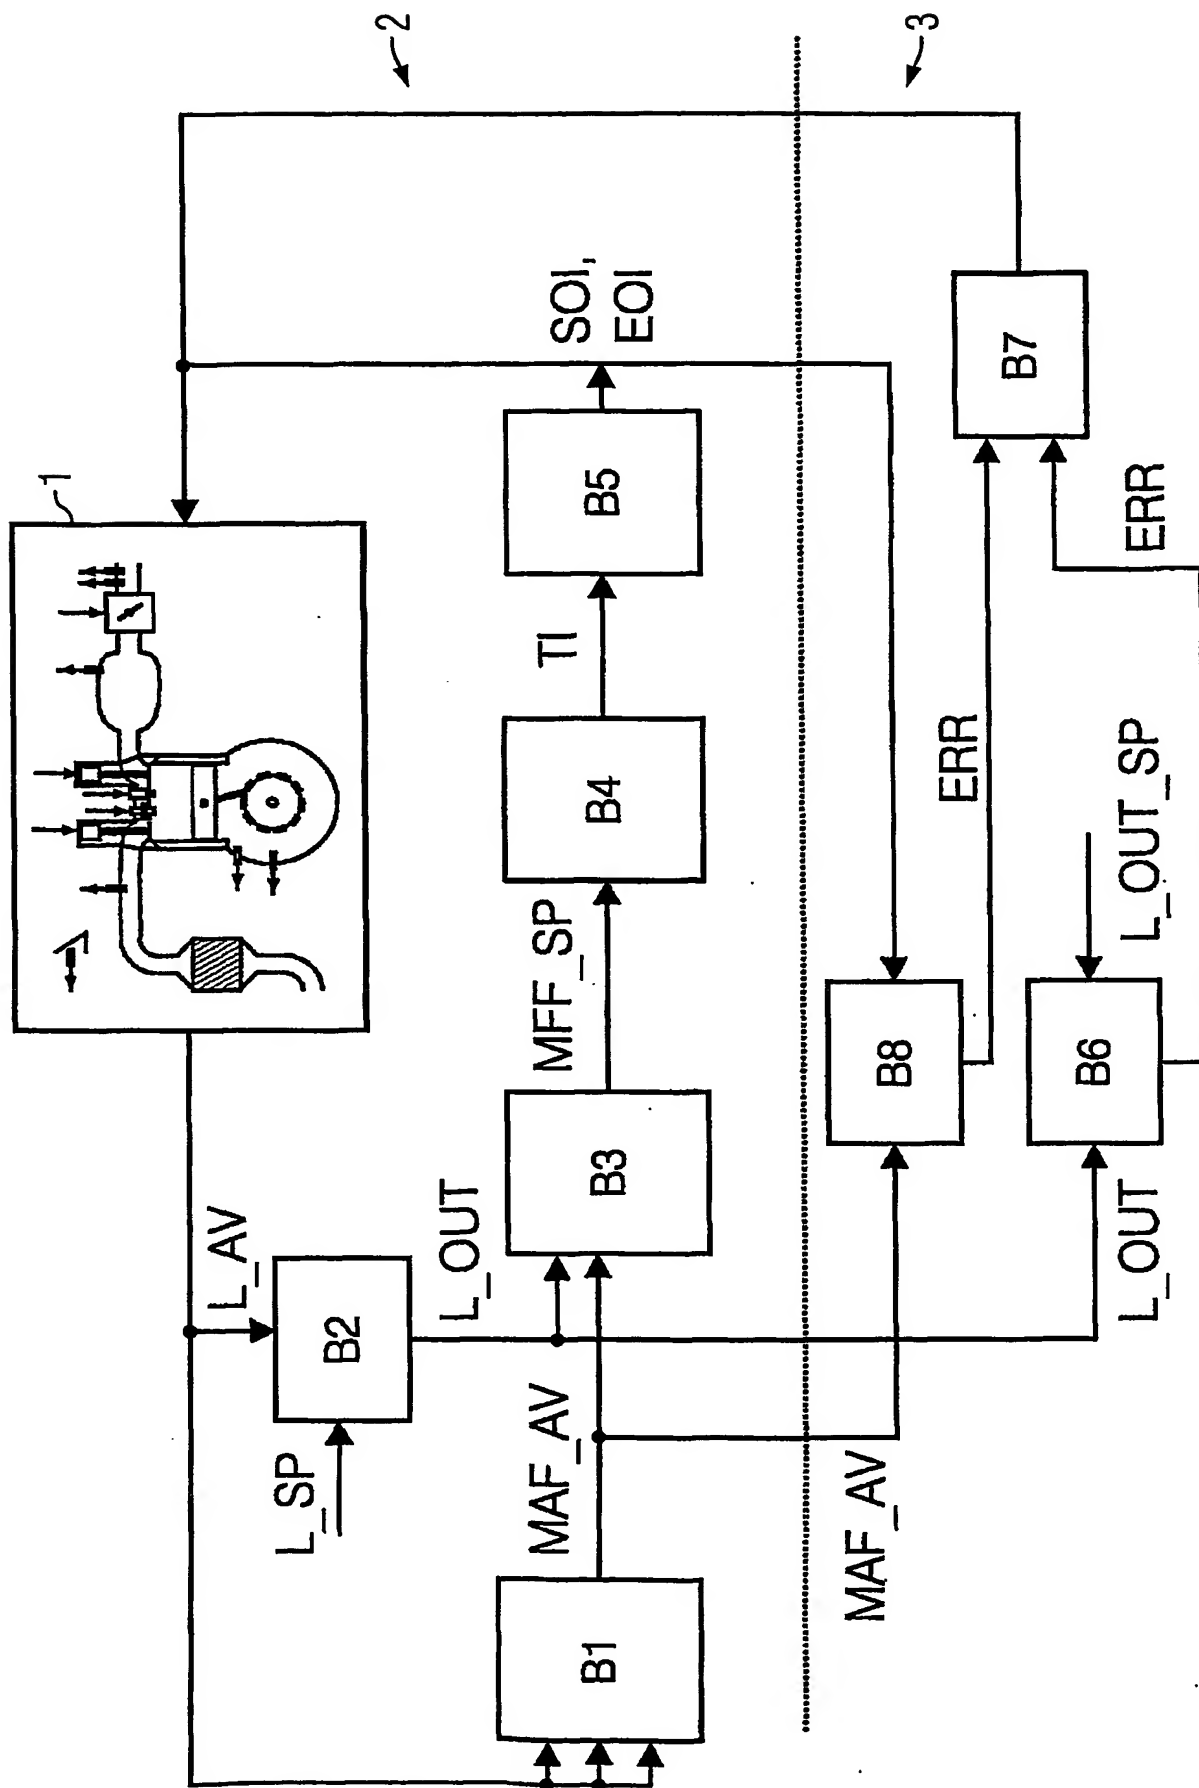 1
2
L_AV
L_SP
B2
L_OUT
B1
MAF_AV
B3
MFF_SP
B4
TI
B5
SOI,
EOI
3
MAF_AV
B8
ERR
B7
L_OUT
B6
L_OUT_SP
ERR